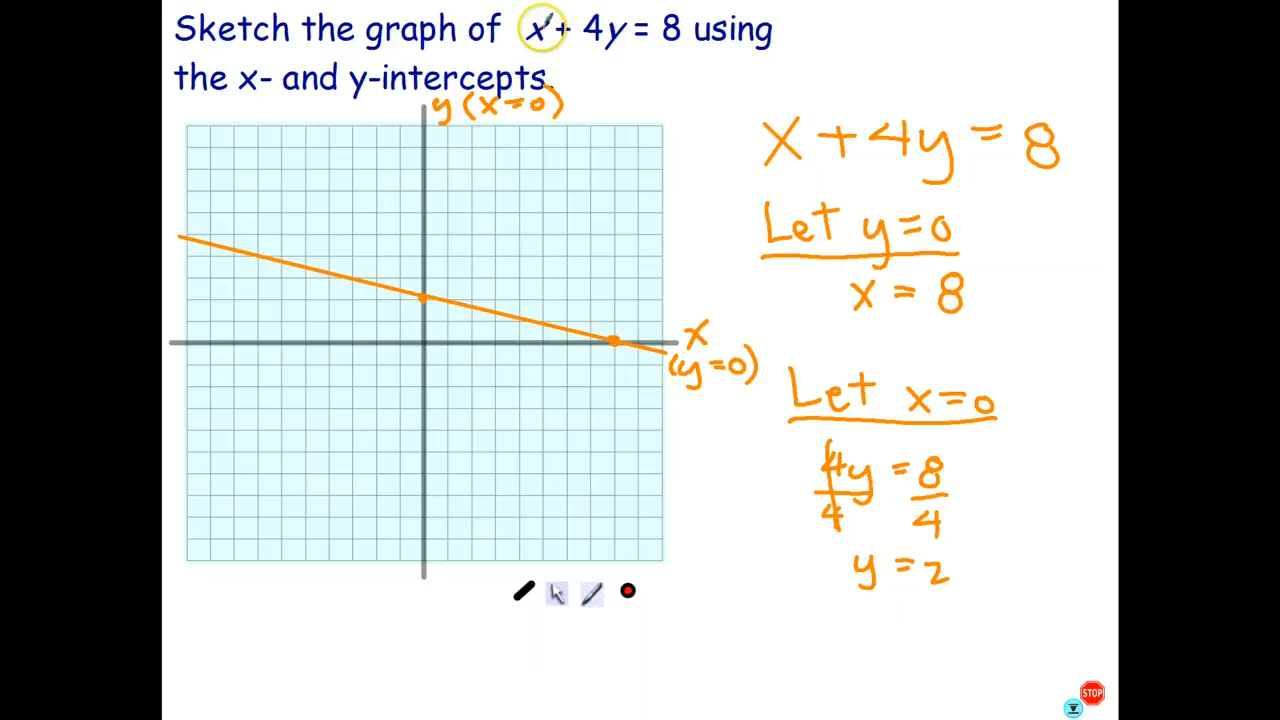 Sketch the graph of x + 4y = 8 using
the x- and y-intercepts.
y (x=0)
x + 4y = 8
Let y=0
x = 8
x
(y=0)
Let x=0
4y = 8
4 4
y = 2
STOP